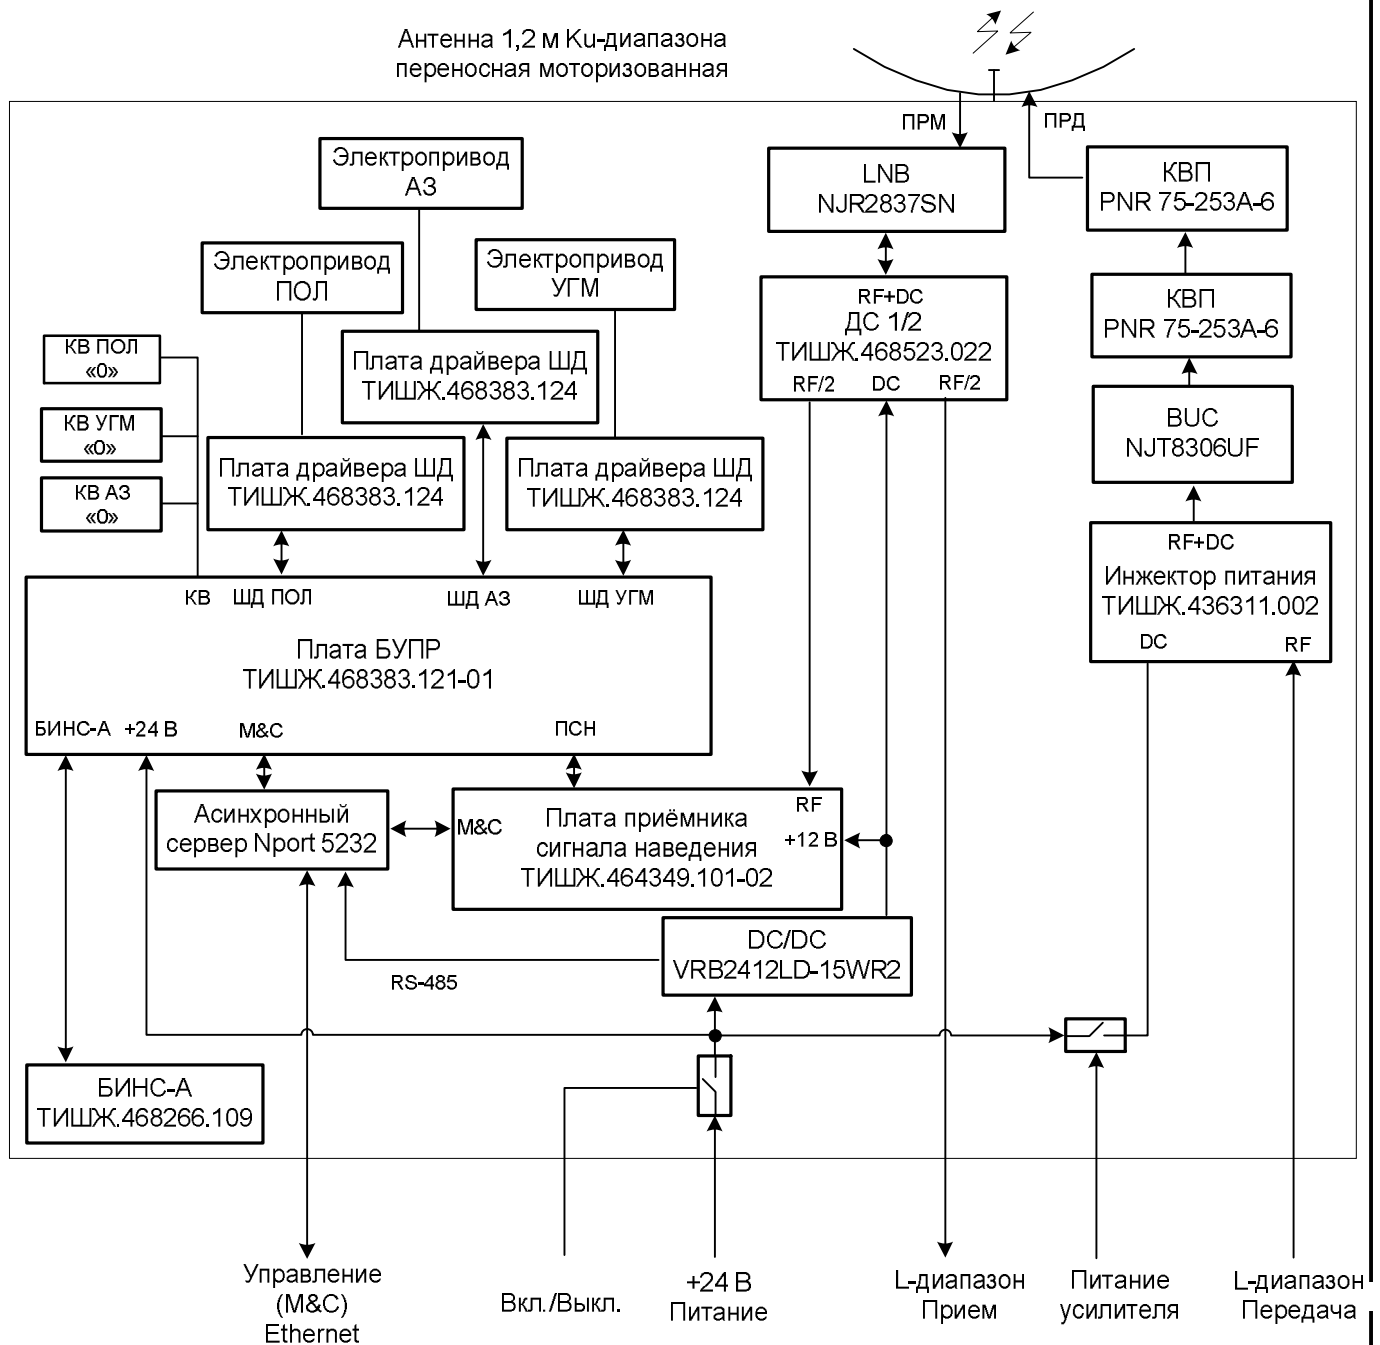 Антенна 1,2 м Ku-диапазона
переносная моторизованная
ПРМ
ПРД
Электропривод
АЗ
LNB
NJR2837SN
КВП
PNR 75-253A-6
Электропривод
ПОЛ
Электропривод
УГМ
RF+DC
ДС 1/2
ТИШЖ.468523.022
RF/2
DC
RF/2
КВП
PNR 75-253A-6
КВ ПОЛ
«0»
Плата драйвера ШД
ТИШЖ.468383.124
КВ УГМ
«0»
BUC
NJT8306UF
Плата драйвера ШД
ТИШЖ.468383.124
Плата драйвера ШД
ТИШЖ.468383.124
КВ АЗ
«0»
RF+DC
Инжектор питания
ТИШЖ.436311.002
DC
RF
КВ
ШД ПОЛ
ШД АЗ
ШД УГМ
Плата БУПР
ТИШЖ.468383.121-01
БИНС-А
+24 В
M&C
ПСН
Асинхронный
сервер Nport 5232
M&C
RF
+12 В
Плата приёмника
сигнала наведения
ТИШЖ.464349.101-02
DC/DC
VRB2412LD-15WR2
RS-485
БИНС-А
ТИШЖ.468266.109
Управление
(M&C)
Ethernet
Вкл./Выкл.
+24 В
Питание
L-диапазон
Прием
Питание
усилителя
L-диапазон
Передача